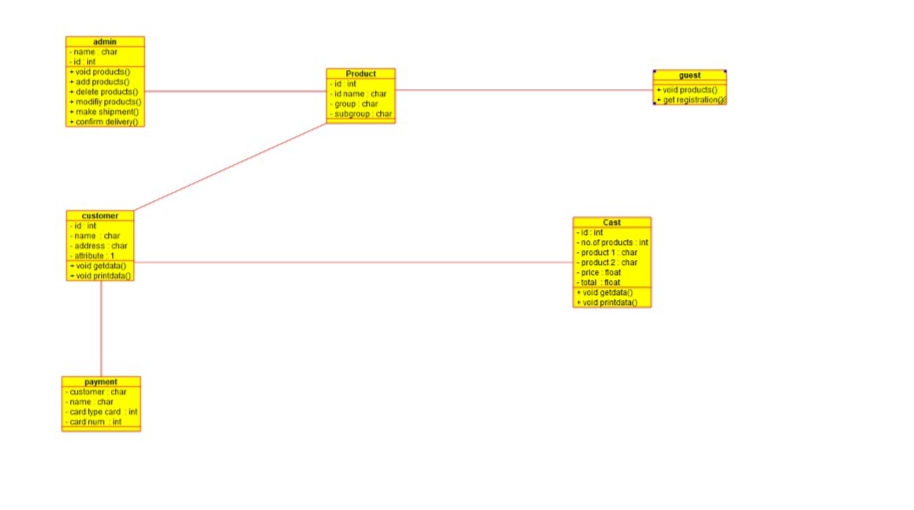 admin
- name : char
- id : int
+ void products()
+ add products()
+ delete products()
+ modifiy products()
+ make shipment()
+ confirm delivery()
Product
- id : int
- id name : char
- group : char
- subgroup : char
guest
+ void products()
+ get registration()
customer
- id : int
- name : char
- address : char
- attribute : 1
+ void getdata()
+ void printdata()
Cast
- id : int
- no.of products : int
- product 1 : char
- product 2 : char
- price : float
- total : float
+ void getdata()
+ void printdata()
payment
- customer : char
- name : char
- card type card : int
- card num : int